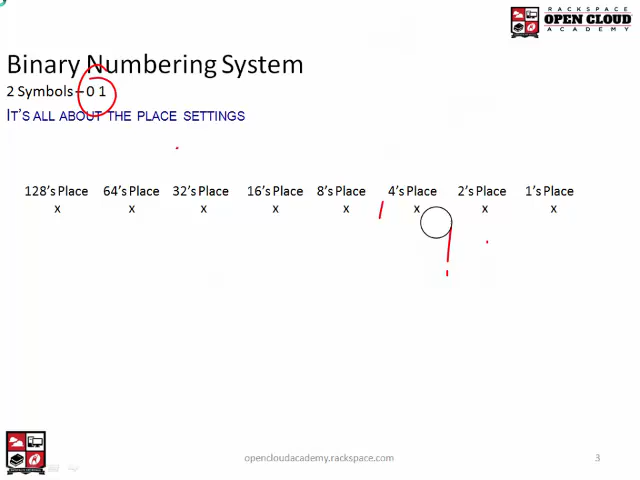 RACKSPACE
OPEN CLOUD
ACADEMY
Binary Numbering System
2 Symbols – 0 1
IT'S ALL ABOUT THE PLACE SETTINGS
128's Place 64's Place 32's Place 16's Place 8's Place 4's Place 2's Place 1's Place
x x x x x x x x
opencloudacademy.rackspace.com 3